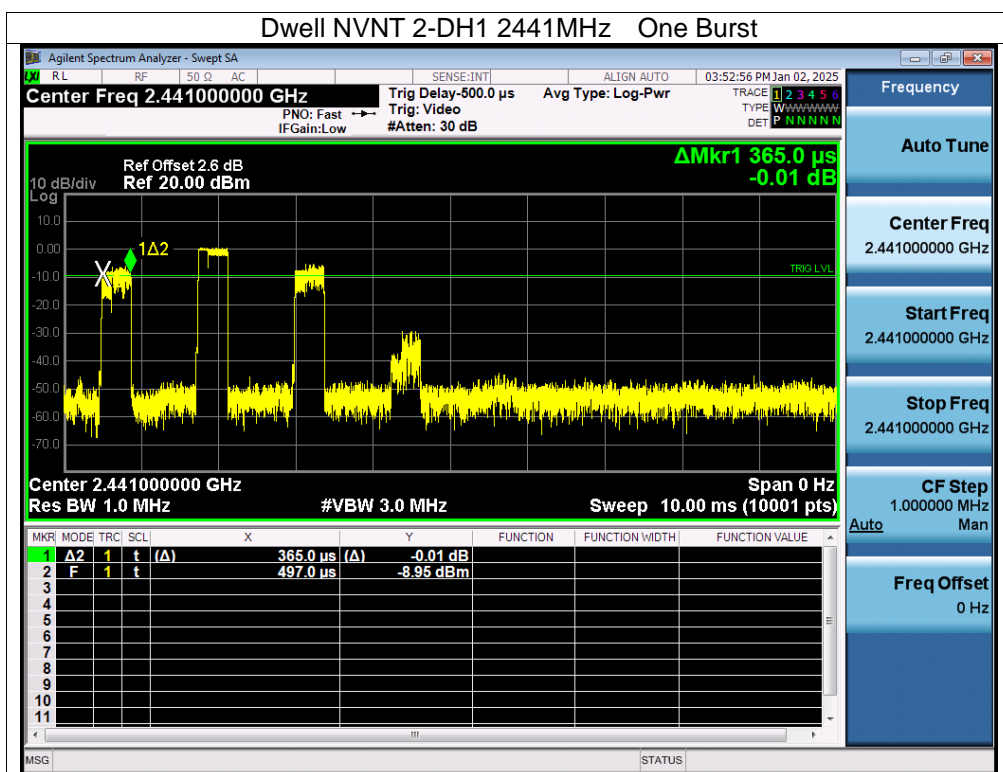 Dwell NVNT 2-DH1 2441MHz One Burst
Agilent Spectrum Analyzer - Swept SA
LXI RL RF 50 Ω AC SENSE:INT ALIGN AUTO 03:52:56 PM Jan 02, 2025
Center Freq 2.441000000 GHz
PNO: Fast
IFGain:Low
Trig Delay-500.0 µs
Trig: Video
#Atten: 30 dB
Avg Type: Log-Pwr
TRACE 1 2 3 4 5 6
TYPE WWWWWWW
DET P N N N N N
ΔMkr1 365.0 µs
-0.01 dB
Ref Offset 2.6 dB
10 dB/div Ref 20.00 dBm
Log
10.0
0.00
-10.0
-20.0
-30.0
-40.0
-50.0
-60.0
-70.0
1Δ2
TRIG LVL
Center 2.441000000 GHz Span 0 Hz
Res BW 1.0 MHz #VBW 3.0 MHz Sweep 10.00 ms (10001 pts)
MKR MODE TRC SCL X Y FUNCTION FUNCTION WIDTH FUNCTION VALUE
1 Δ2 1 t (Δ) 365.0 µs (Δ) -0.01 dB
2 F 1 t 497.0 µs -8.95 dBm
3
4
5
6
7
8
9
10
11
MSG STATUS
Frequency
Auto Tune
Center Freq
2.441000000 GHz
Start Freq
2.441000000 GHz
Stop Freq
2.441000000 GHz
CF Step
1.000000 MHz
Auto Man
Freq Offset
0 Hz